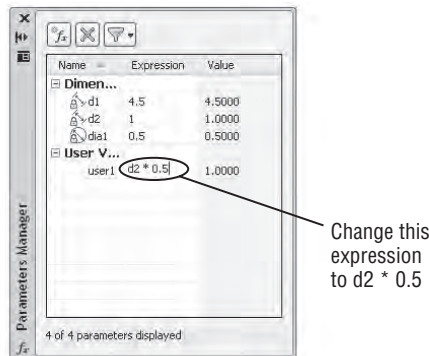 Name Expression Value
Dimen...
d1 4.5 4.5000
d2 1 1.0000
dia1 0.5 0.5000
User V...
user1 d2 * 0.5 1.0000
4 of 4 parameters displayed
Parameters Manager
Change this
expression
to d2 * 0.5